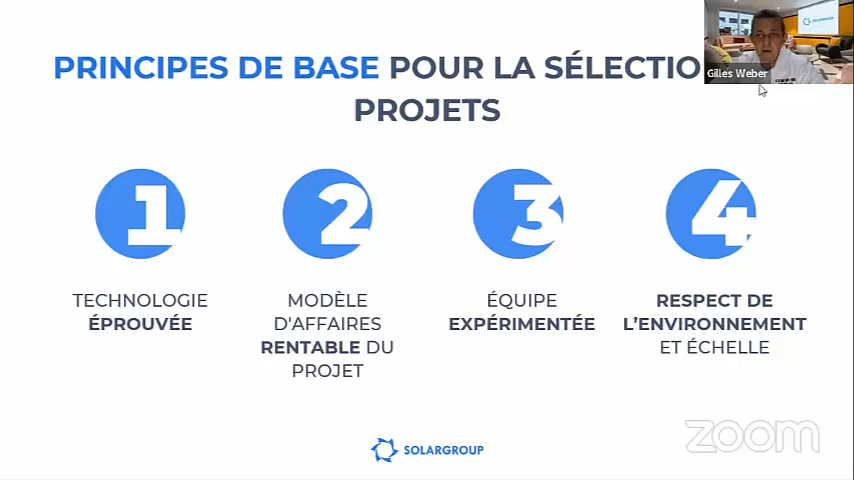 PRINCIPES DE BASE POUR LA SÉLECTIO
PROJETS
SOLARGROUP
Gilles Weber
1
2
3
4
TECHNOLOGIE
ÉPROUVÉE
MODÈLE
D'AFFAIRES
RENTABLE DU
PROJET
ÉQUIPE
EXPÉRIMENTÉE
RESPECT DE
L’ENVIRONNEMENT
ET ÉCHELLE
SOLARGROUP
zoom